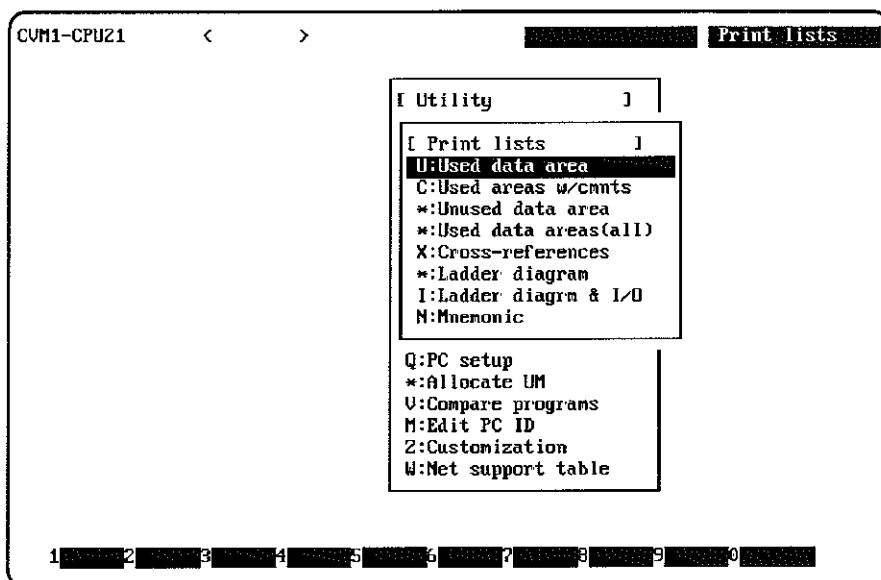 CVM1-CPU21 < > Print lists
[ Utility ]
[ Print lists ]
U:Used data area
C:Used areas w/cmnts
*:Unused data area
*:Used data areas(all)
X:Cross-references
*:Ladder diagram
I:Ladder diagrm & I/O
N:Mnemonic
Q:PC setup
*:Allocate UM
V:Compare programs
M:Edit PC ID
Z:Customization
W:Net support table
1 2 3 4 5 6 7 8 9 0